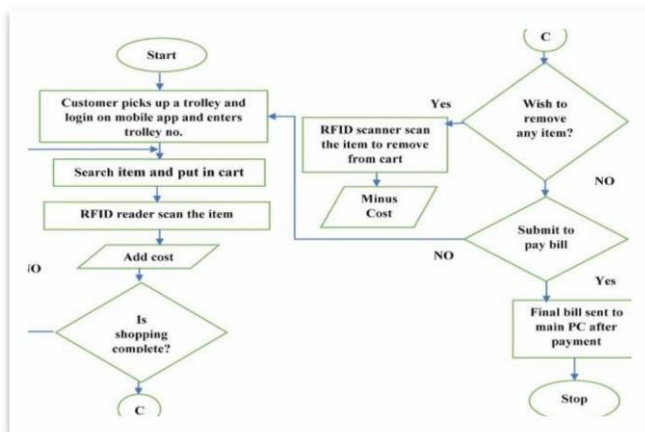 Start
Customer picks up a trolley and
login on mobile app and enters
trolley no.
Search item and put in cart
RFID reader scan the item
Add cost
IO
Is
shopping
complete?
C
C
Wish to
remove
any item?
Yes
RFID scanner scan
the item to remove
from cart
Minus
Cost
NO
Submit to
pay bill
NO
Yes
Final bill sent to
main PC after
payment
Stop